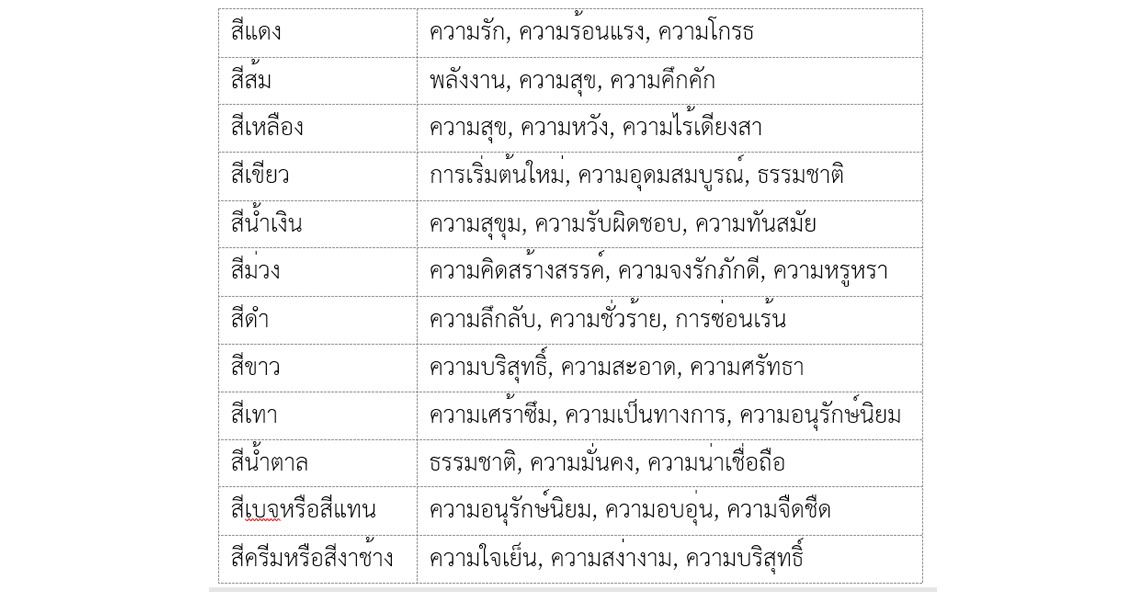 สีแดง ความรัก, ความร้อนแรง, ความโกรธ
สีส้ม พลังงาน, ความสุข, ความคึกคัก
สีเหลือง ความสุข, ความหวัง, ความไร้เดียงสา
สีเขียว การเริ่มต้นใหม่, ความอุดมสมบูรณ์, ธรรมชาติ
สีน้ำเงิน ความสุขุม, ความรับผิดชอบ, ความทันสมัย
สีม่วง ความคิดสร้างสรรค์, ความจงรักภักดี, ความหรูหรา
สีดำ ความลึกลับ, ความชั่วร้าย, การซ่อนเร้น
สีขาว ความบริสุทธิ์, ความสะอาด, ความศรัทธา
สีเทา ความเศร้าซึม, ความเป็นทางการ, ความอนุรักษ์นิยม
สีน้ำตาล ธรรมชาติ, ความมั่นคง, ความน่าเชื่อถือ
สีเบจหรือสีแทน ความอนุรักษ์นิยม, ความอบอุ่น, ความจืดชืด
สีครีมหรือสีงาช้าง ความใจเย็น, ความสง่างาม, ความบริสุทธิ์